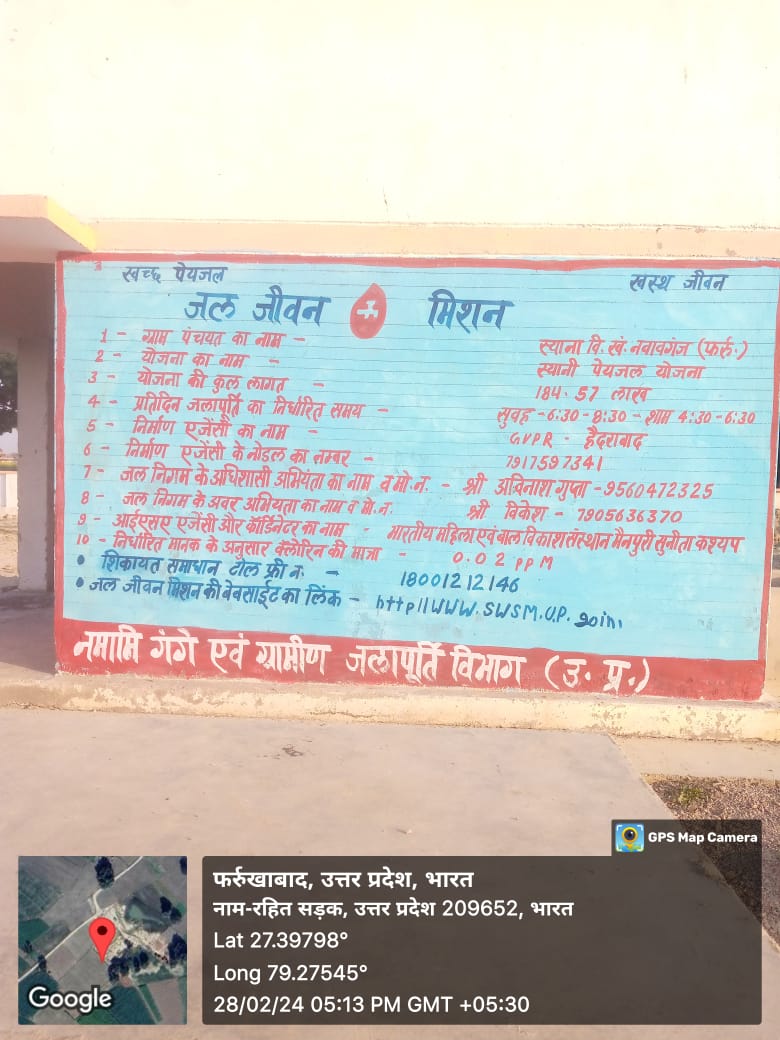 स्वच्छ पेयजल
स्वस्थ जीवन
जल जीवन मिशन
1 - ग्राम पंचयत का नाम - स्याना वि. खं. नवावगंज (फर्रु.)
2 - योजना का नाम - स्यानी पेयजल योजना
3 - योजना की कुल लागत - 184.57 लाख
4 - प्रतिदिन जलापूर्ति का निर्धारित समय - सुवह - 6:30 - 8:30 - शाम 4:30 - 6:30
5 - निर्माण एजेंसी का नाम - GVPR - हैदराबाद
6 - निर्माण एजेंसी के नोडल का नम्बर - 7917597341
7 - जल निगम के अधिशासी अभियंता का नाम व मो. न. - श्री अविनाश गुप्ता - 9560472325
8 - जल निगम के अवर अभियता का नाम व मो. न. श्री विकेश - 7905636370
9 - आईएसए एजेंसी और कॉर्डिनेटर का नाम - भारतीय महिला एवं बाल विकाश संस्थान मैनपुरी सुनीता कश्यप
10 - निर्धारित मानक के अनुसार क्लोरिन की मात्रा - 0.02 PPM
• शिकायत समाधान टोल फ्री न. - 18001212146
• जल जीवन मिशन की वेवसाईट का लिंक - http//WWW.SWSM.U.P.goin,
नमामि गंगे एवं ग्रामीण जलापूर्ति विभाग (उ. प्र.)
GPS Map Camera
फर्रुखाबाद, उत्तर प्रदेश, भारत
नाम-रहित सड़क, उत्तर प्रदेश 209652, भारत
Lat 27.39798°
Long 79.27545°
28/02/24 05:13 PM GMT +05:30
Google